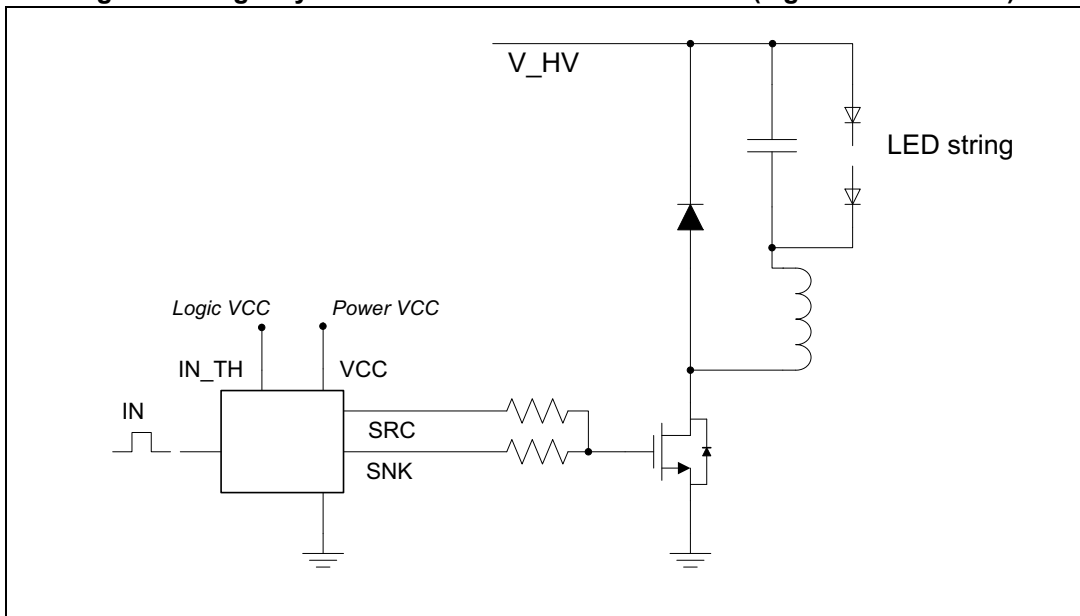 V_HV
LED string
Logic VCC
Power VCC
IN_TH
VCC
IN
SRC
SNK